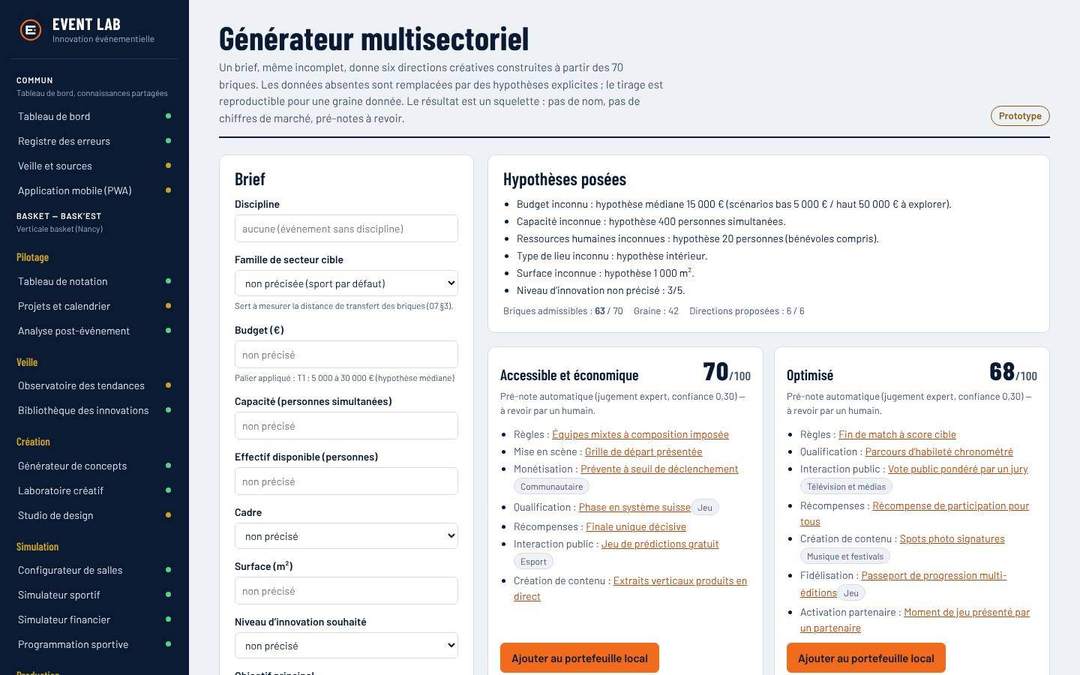 EVENT LAB
Innovation événementielle
COMMUN
Tableau de bord, connaissances partagées
Tableau de bord
Registre des erreurs
Veille et sources
Application mobile (PWA)
BASKET — BASK'EST
Verticale basket (Nancy)
Pilotage
Tableau de notation
Projets et calendrier
Analyse post-événement
Veille
Observatoire des tendances
Bibliothèque des innovations
Création
Générateur de concepts
Laboratoire créatif
Studio de design
Simulation
Configurateur de salles
Simulateur sportif
Simulateur financier
Programmation sportive
Générateur multisectoriel
Un brief, même incomplet, donne six directions créatives construites à partir des 70
briques. Les données absentes sont remplacées par des hypothèses explicites ; le tirage est
reproductible pour une graine donnée. Le résultat est un squelette : pas de nom, pas de
chiffres de marché, pré-notes à revoir.
Prototype
Brief
Discipline
aucune (événement sans discipline)
Famille de secteur cible
non précisée (sport par défaut)
Sert à mesurer la distance de transfert des briques (07 §3).
Budget (€)
non précisé
Palier appliqué : T1 : 5 000 à 30 000 € (hypothèse médiane)
Capacité (personnes simultanées)
non précisé
Effectif disponible (personnes)
non précisé
Cadre
non précisé
Surface (m²)
non précisé
Niveau d'innovation souhaité
non précisé
Hypothèses posées
Budget inconnu : hypothèse médiane 15 000 € (scénarios bas 5 000 € / haut 50 000 € à explorer).
Capacité inconnue : hypothèse 400 personnes simultanées.
Ressources humaines inconnues : hypothèse 20 personnes (bénévoles compris).
Type de lieu inconnu : hypothèse intérieur.
Surface inconnue : hypothèse 1 000 m².
Niveau d'innovation non précisé : 3/5.
Briques admissibles : 63 / 70 Graine : 42 Directions proposées : 6 / 6
Accessible et économique 70/100
Pré-note automatique (jugement expert, confiance 0,30) —
à revoir par un humain.
Règles : Équipes mixtes à composition imposée
Mise en scène : Grille de départ présentée
Monétisation : Prévente à seuil de déclenchement
Communautaire
Qualification : Phase en système suisse Jeu
Récompenses : Finale unique décisive
Interaction public : Jeu de prédictions gratuit
Esport
Création de contenu : Extraits verticaux produits en
direct
Ajouter au portefeuille local
Optimisé 68/100
Pré-note automatique (jugement expert, confiance 0,30) —
à revoir par un humain.
Règles : Fin de match à score cible
Qualification : Parcours d'habileté chronométré
Interaction public : Vote public pondéré par un jury
Télévision et médias
Récompenses : Récompense de participation pour
tous
Création de contenu : Spots photo signatures
Musique et festivals
Fidélisation : Passeport de progression multi-
éditions Jeu
Activation partenaire : Moment de jeu présenté par
un partenaire
Ajouter au portefeuille local